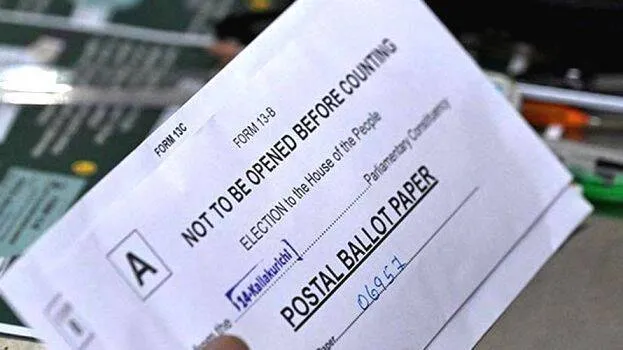 FORM 13C
FORM 13-B
NOT TO BE OPENED BEFORE COUNTING
ELECTION to the House of the People
[14-Kallakurichi] Parliamentary Constituency
A
POSTAL BALLOT PAPER
the
06957